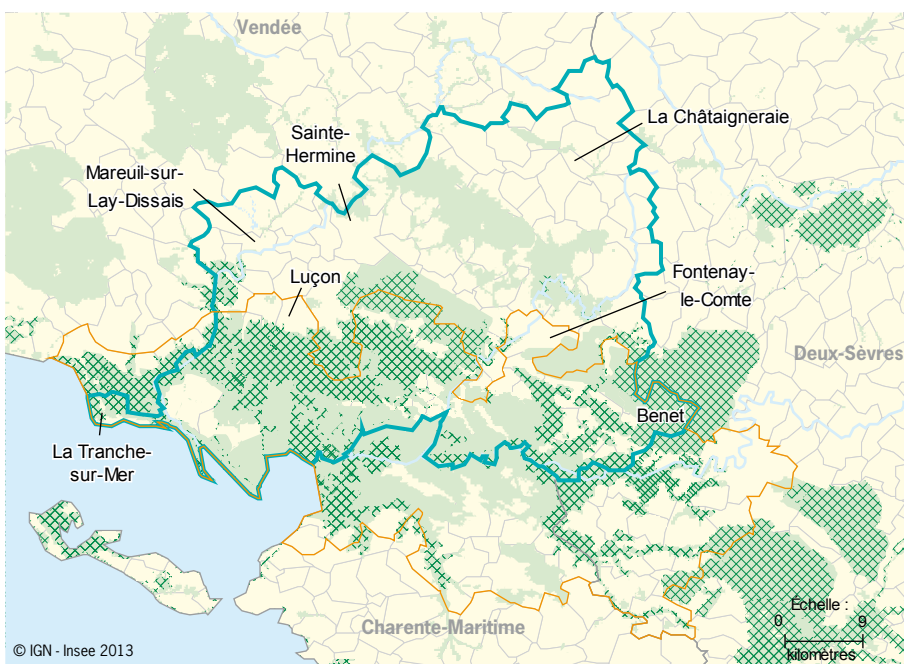 Vendée
La Châtaigneraie
Sainte-
Hermine
Mareuil-sur-
Lay-Dissais
Luçon
Fontenay-
le-Comte
Deux-Sèvres
Benet
La Tranche-
sur-Mer
Échelle :
0 9
kilomètres
Charente-Maritime
© IGN - Insee 2013